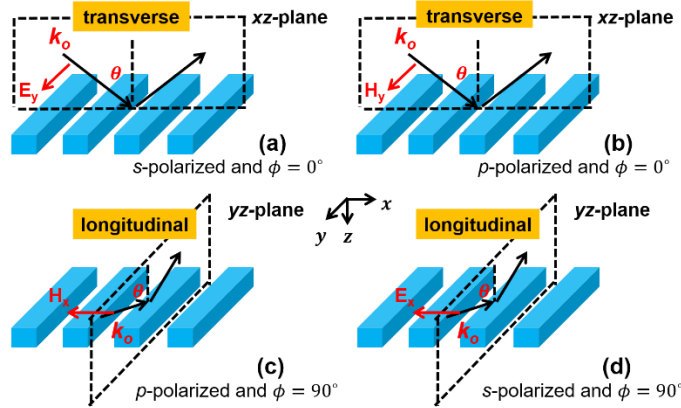 transverse
xz-plane
k_o
θ
E_y
(a)
s-polarized and ϕ = 0°
transverse
xz-plane
k_o
θ
H_y
(b)
p-polarized and ϕ = 0°
x
y
z
longitudinal
yz-plane
H_x
θ
k_o
(c)
p-polarized and ϕ = 90°
longitudinal
yz-plane
E_x
θ
k_o
(d)
s-polarized and ϕ = 90°